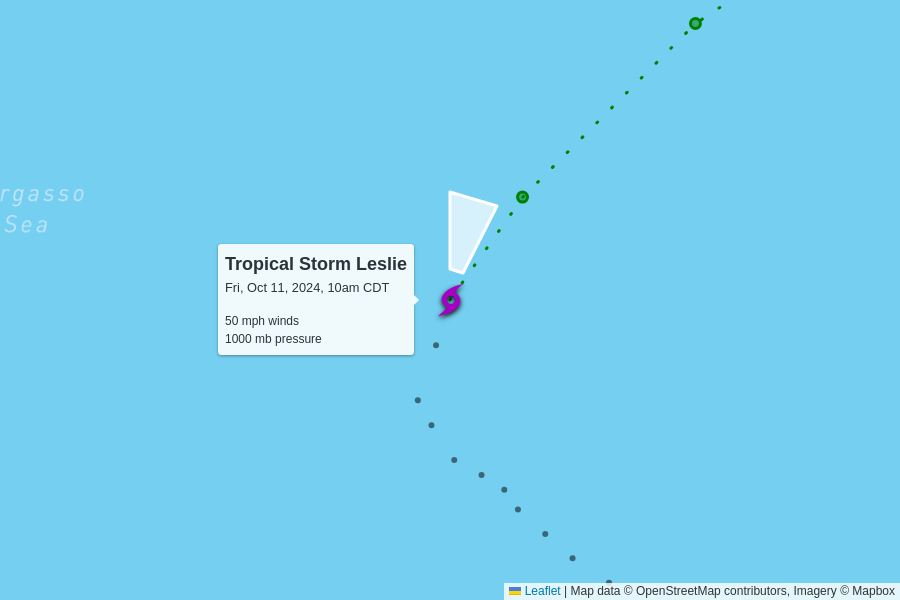 rgasso
Sea
Tropical Storm Leslie
Fri, Oct 11, 2024, 10am CDT
50 mph winds
1000 mb pressure
Leaflet | Map data © OpenStreetMap contributors, Imagery © Mapbox